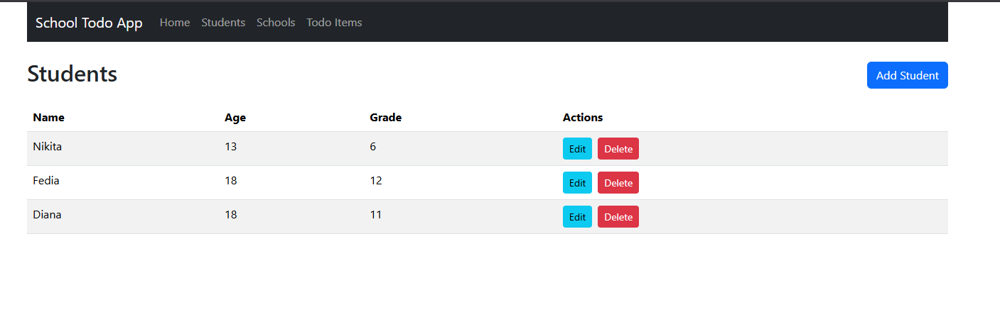 School Todo App Home Students Schools Todo Items
Students Add Student
Name Age Grade Actions
Nikita 13 6 Edit Delete
Fedia 18 12 Edit Delete
Diana 18 11 Edit Delete